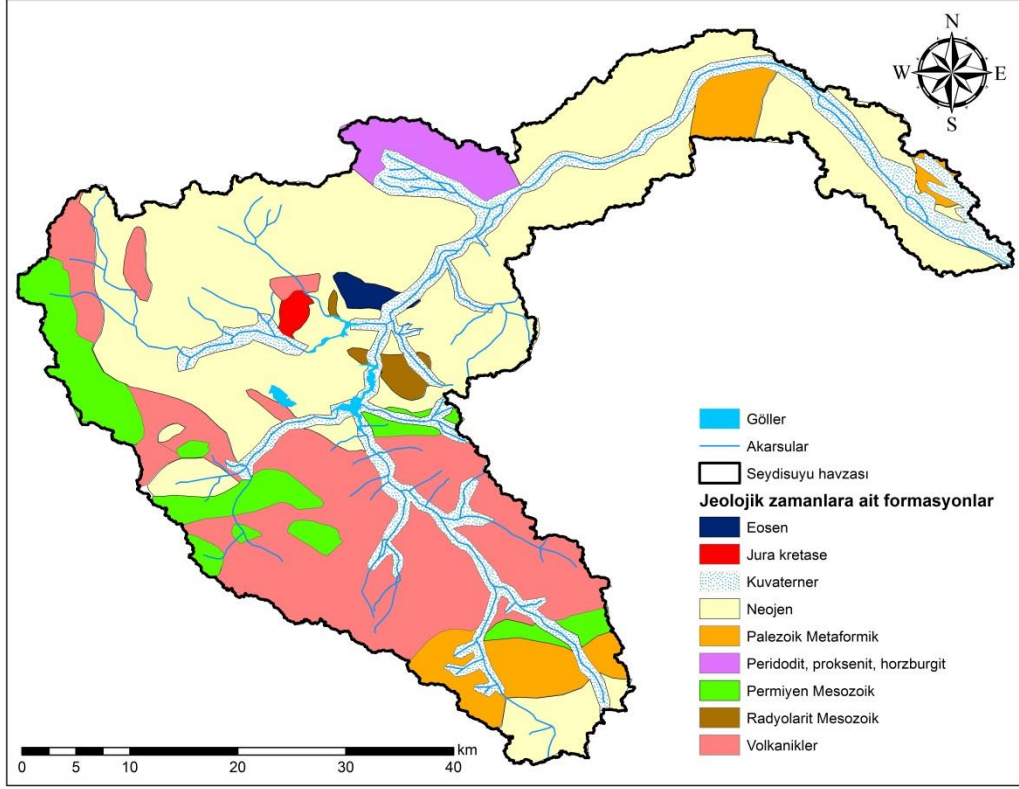 N
W E
S
Göller
Akarsular
Seydisuyu havzası
Jeolojik zamanlara ait formasyonlar
Eosen
Jura kretase
Kuvaterner
Neojen
Palezoik Metaformik
Peridodit, proksenit, horzburgit
Permiyen Mesozoik
Radyolarit Mesozoik
Volkanikler
km
0 5 10 20 30 40